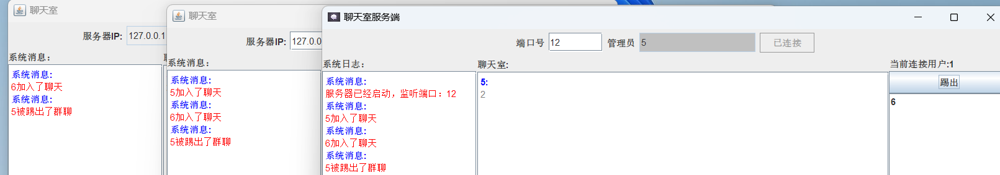 聊天室
服务器IP: 127.0.0.1
系统消息：
系统消息:
6加入了聊天
系统消息:
5被踢出了群聊
聊天室
服务器IP: 127.0.0
系统消息：
系统消息:
5加入了聊天
系统消息:
6加入了聊天
系统消息:
5被踢出了群聊
聊天室服务端
端口号 12 管理员 5 已连接
系统日志：
系统消息:
服务器已经启动，监听端口：12
系统消息:
5加入了聊天
系统消息:
6加入了聊天
系统消息:
5被踢出了群聊
聊天室:
5:
2
当前连接用户:1
踢出
6